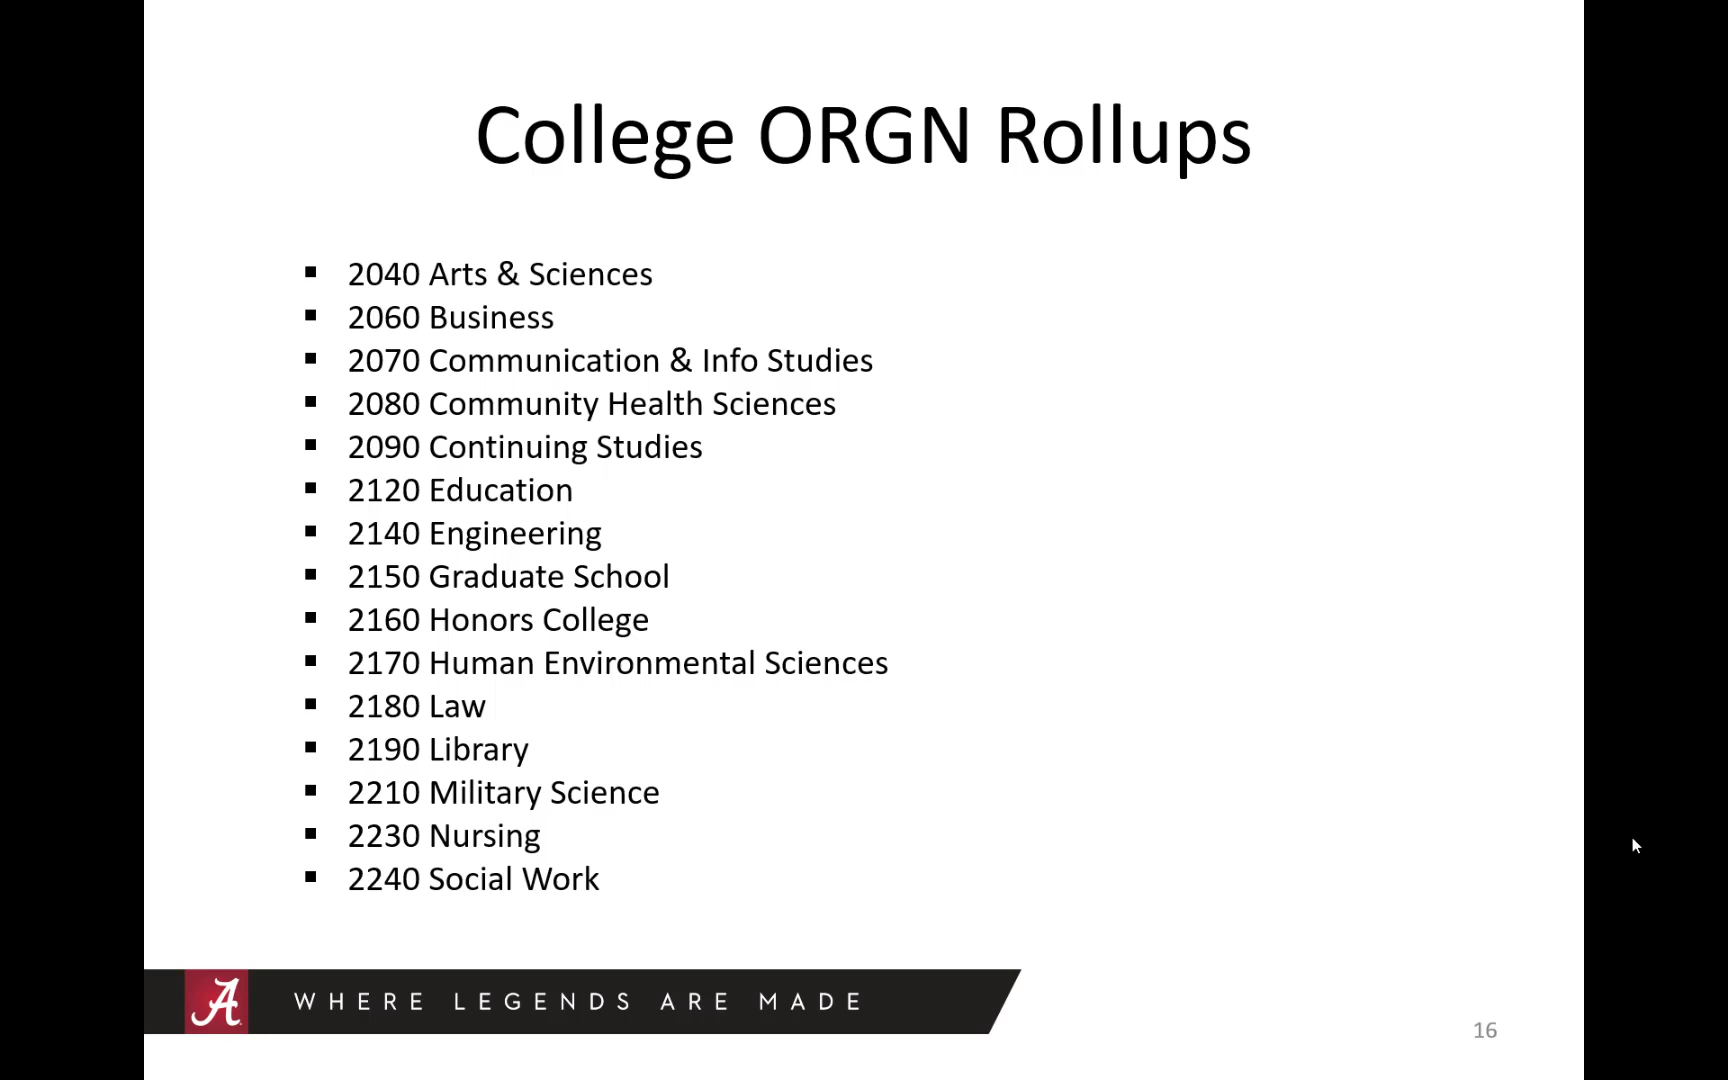 College ORGN Rollups
▪ 2040 Arts & Sciences
▪ 2060 Business
▪ 2070 Communication & Info Studies
▪ 2080 Community Health Sciences
▪ 2090 Continuing Studies
▪ 2120 Education
▪ 2140 Engineering
▪ 2150 Graduate School
▪ 2160 Honors College
▪ 2170 Human Environmental Sciences
▪ 2180 Law
▪ 2190 Library
▪ 2210 Military Science
▪ 2230 Nursing
▪ 2240 Social Work
A WHERE LEGENDS ARE MADE
16